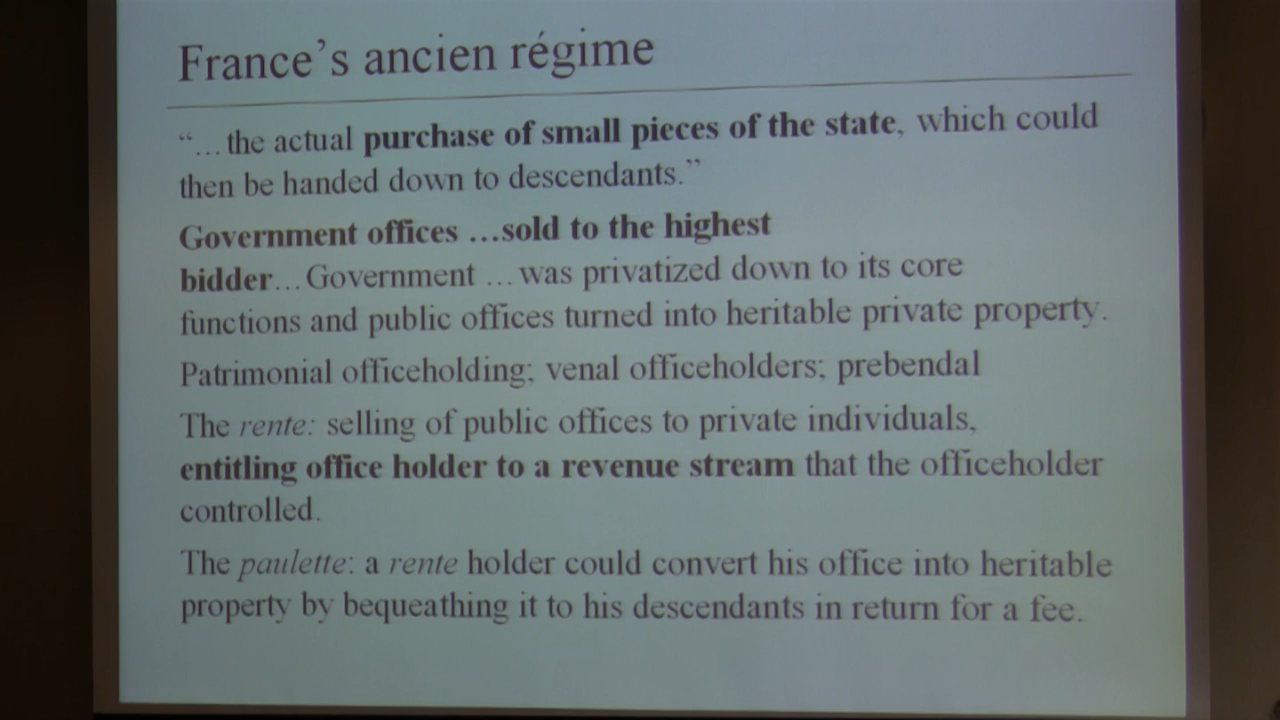 France’s ancien régime
“…the actual purchase of small pieces of the state, which could
then be handed down to descendants.”
Government offices …sold to the highest
bidder…Government …was privatized down to its core
functions and public offices turned into heritable private property.
Patrimonial officeholding; venal officeholders; prebendal
The rente: selling of public offices to private individuals,
entitling office holder to a revenue stream that the officeholder
controlled.
The paulette: a rente holder could convert his office into heritable
property by bequeathing it to his descendants in return for a fee.